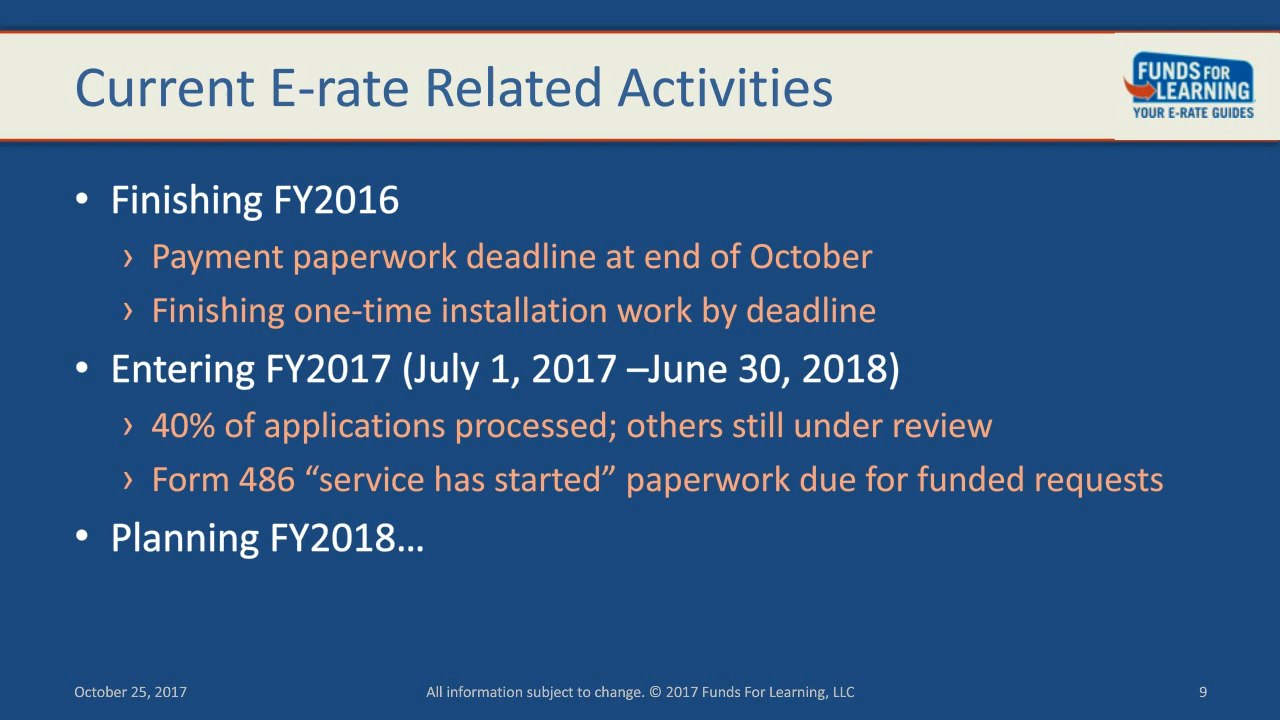 Current E-rate Related Activities
FUNDS FOR
LEARNING
YOUR E-RATE GUIDES
• Finishing FY2016
› Payment paperwork deadline at end of October
› Finishing one-time installation work by deadline
• Entering FY2017 (July 1, 2017 –June 30, 2018)
› 40% of applications processed; others still under review
› Form 486 “service has started” paperwork due for funded requests
• Planning FY2018…
October 25, 2017
All information subject to change. © 2017 Funds For Learning, LLC
9